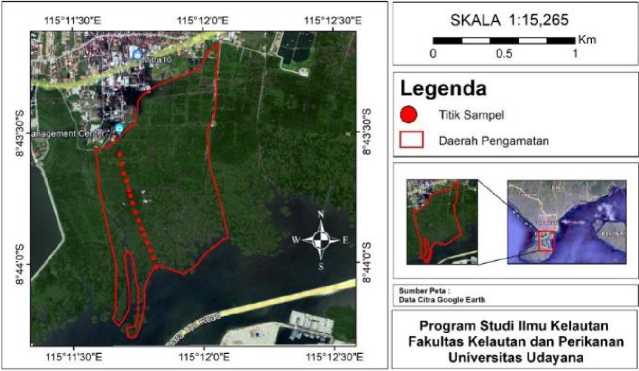 115°11'30"E 115°12'0"E 115°12'30"E
8°43'30"S 8°43'30"S
8°44'0"S 8°44'0"S
115°11'30"E 115°12'0"E 115°12'30"E
anagement Center
N
W E
S
SKALA 1:15,265
Km
0 0.5 1
Legenda
Titik Sampel
Daerah Pengamatan
Sumber Peta :
Data Citra Google Earth
Program Studi Ilmu Kelautan
Fakultas Kelautan dan Perikanan
Universitas Udayana